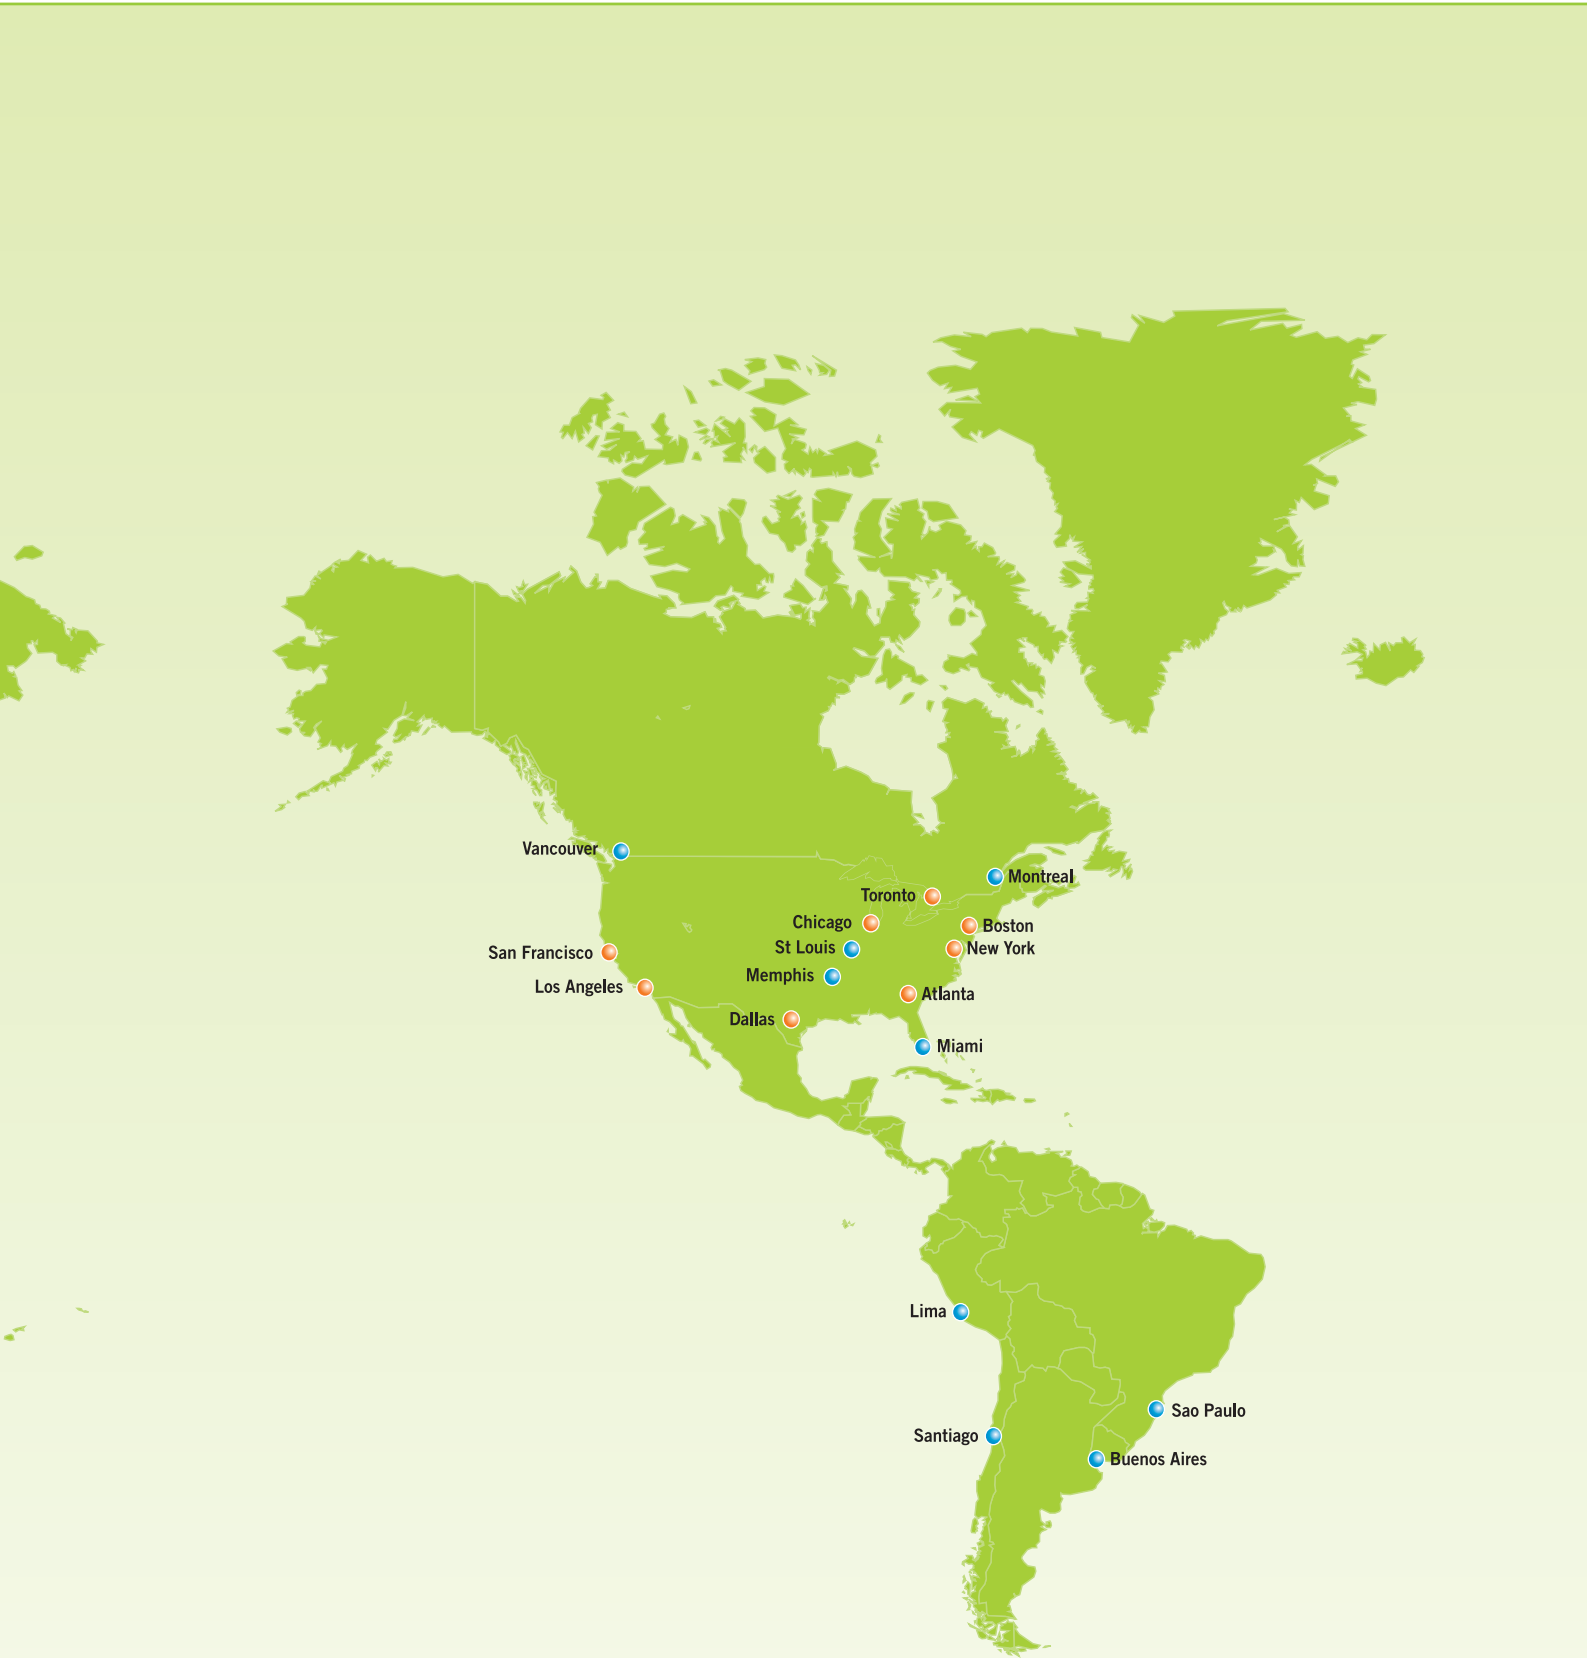 Vancouver
Montreal
Toronto
Chicago
Boston
St Louis
New York
San Francisco
Memphis
Los Angeles
Atlanta
Dallas
Miami
Lima
Sao Paulo
Santiago
Buenos Aires